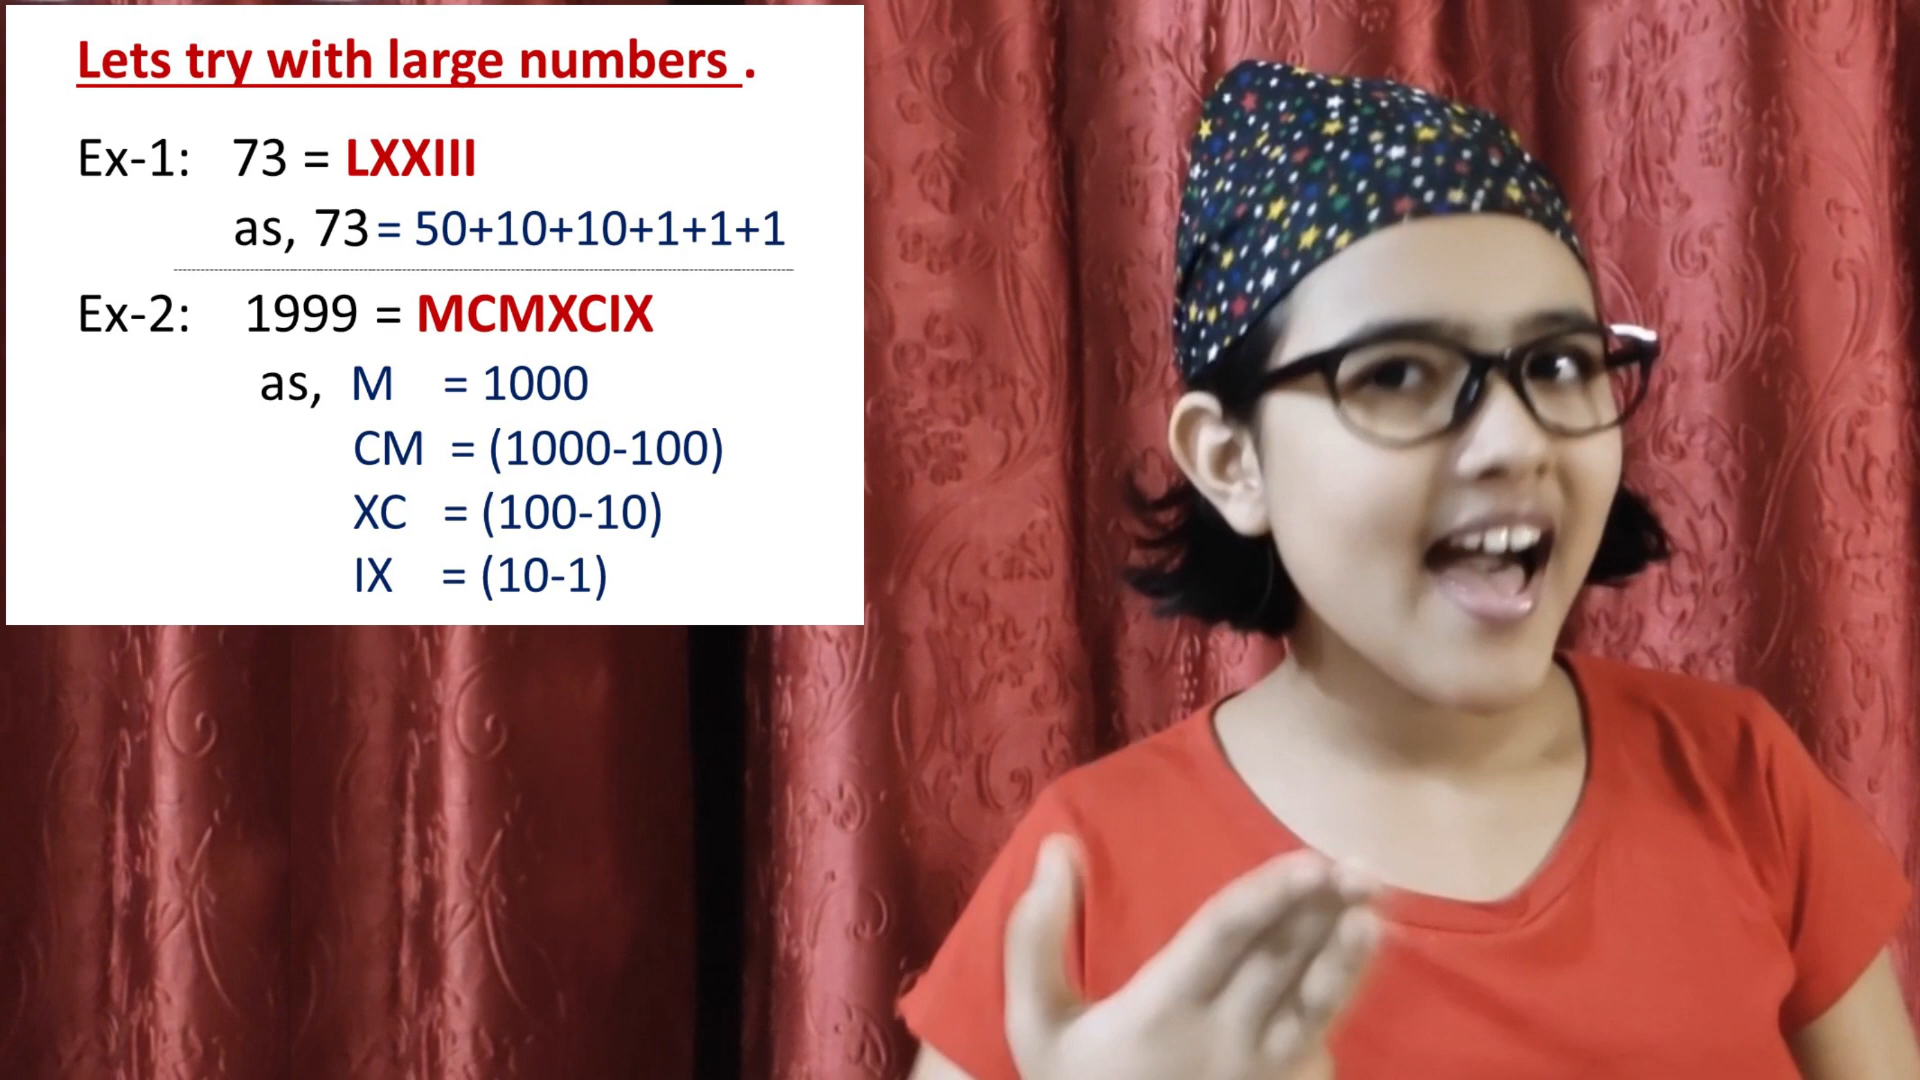 Lets try with large numbers .
Ex-1: 73 = LXXIII
as, 73 = 50+10+10+1+1+1
Ex-2: 1999 = MCMXCIX
as, M = 1000
CM = (1000-100)
XC = (100-10)
IX = (10-1)